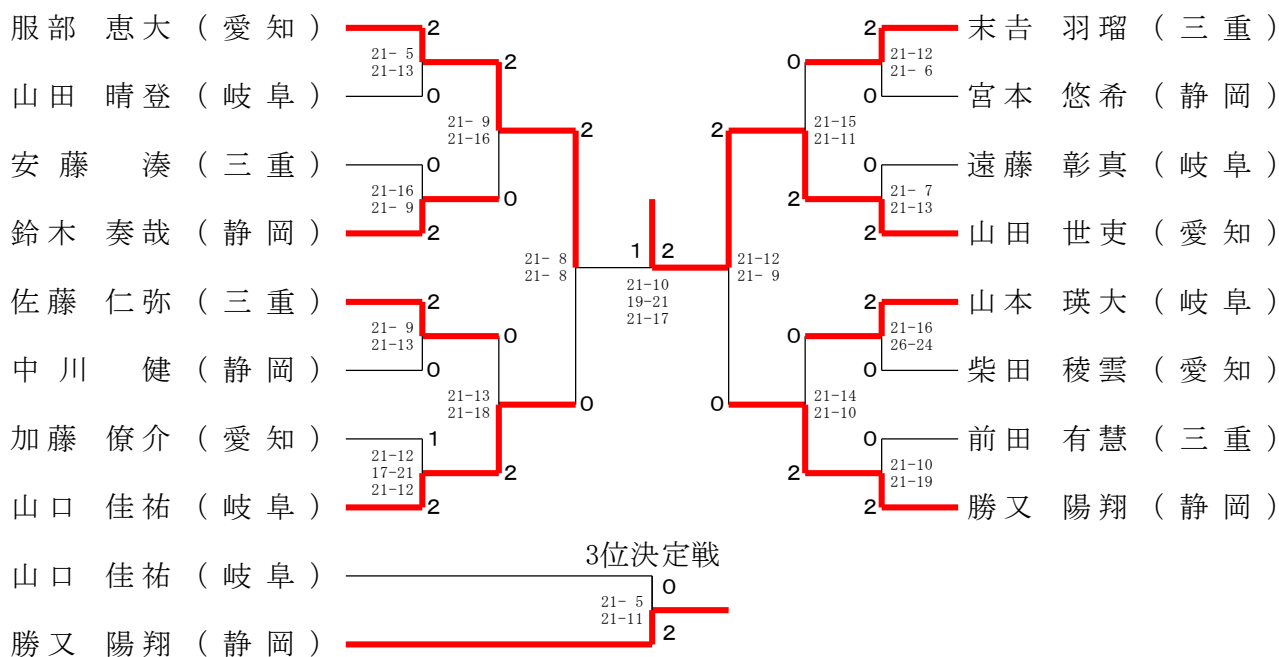 服部 恵大 (愛知) 2
21- 5
21-13
2
山田 晴登 (岐阜) 0
21- 9
21-16
2
安藤 湊 (三重) 0
21-16
21- 9
0
鈴木 奏哉 (静岡) 2
21- 8
21- 8
1
佐藤 仁弥 (三重) 2
21- 9
21-13
0
中川 健 (静岡) 0
21-13
21-18
0
加藤 僚介 (愛知) 1
21-12
17-21
21-12
2
山口 佳祐 (岐阜) 2
2
21-10
19-21
21-17
2 末𠮷 羽瑠 (三重)
0
21-12
21- 6
0 宮本 悠希 (静岡)
2
21-15
21-11
0 遠藤 彰真 (岐阜)
2
21- 7
21-13
2 山田 世吏 (愛知)
21-12
21- 9
2 山本 瑛大 (岐阜)
0
21-16
26-24
0 柴田 稜雲 (愛知)
0
21-14
21-10
0 前田 有慧 (三重)
2
21-10
21-19
2 勝又 陽翔 (静岡)
3位決定戦
山口 佳祐 (岐阜) 0
21- 5
21-11
勝又 陽翔 (静岡) 2